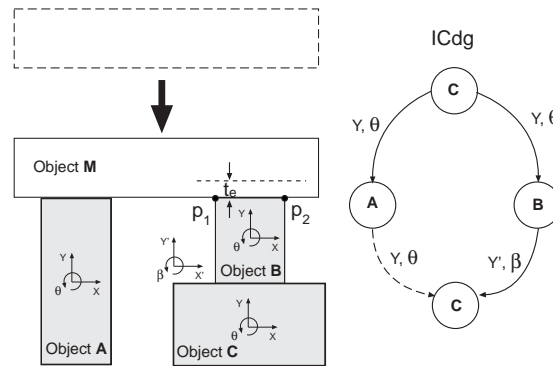 ICdg
C
Y, θ
Y, θ
A
B
Y, θ
Y', β
C
Object M
t_e
p_1
p_2
Y
θ
X
Object A
Y'
β
X'
Y
θ
X
Object B
Y
θ
X
Object C